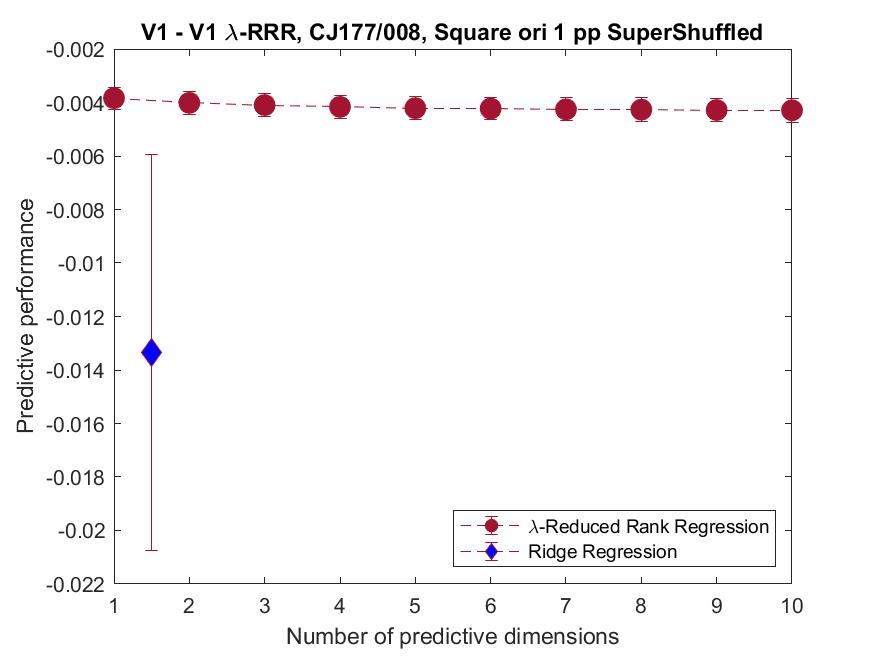 V1 - V1 λ-RRR, CJ177/008, Square ori 1 pp SuperShuffled
-0.002
-0.004
-0.006
-0.008
-0.01
-0.012
-0.014
-0.016
-0.018
-0.02
-0.022
Predictive performance
λ-Reduced Rank Regression
Ridge Regression
1 2 3 4 5 6 7 8 9 10
Number of predictive dimensions